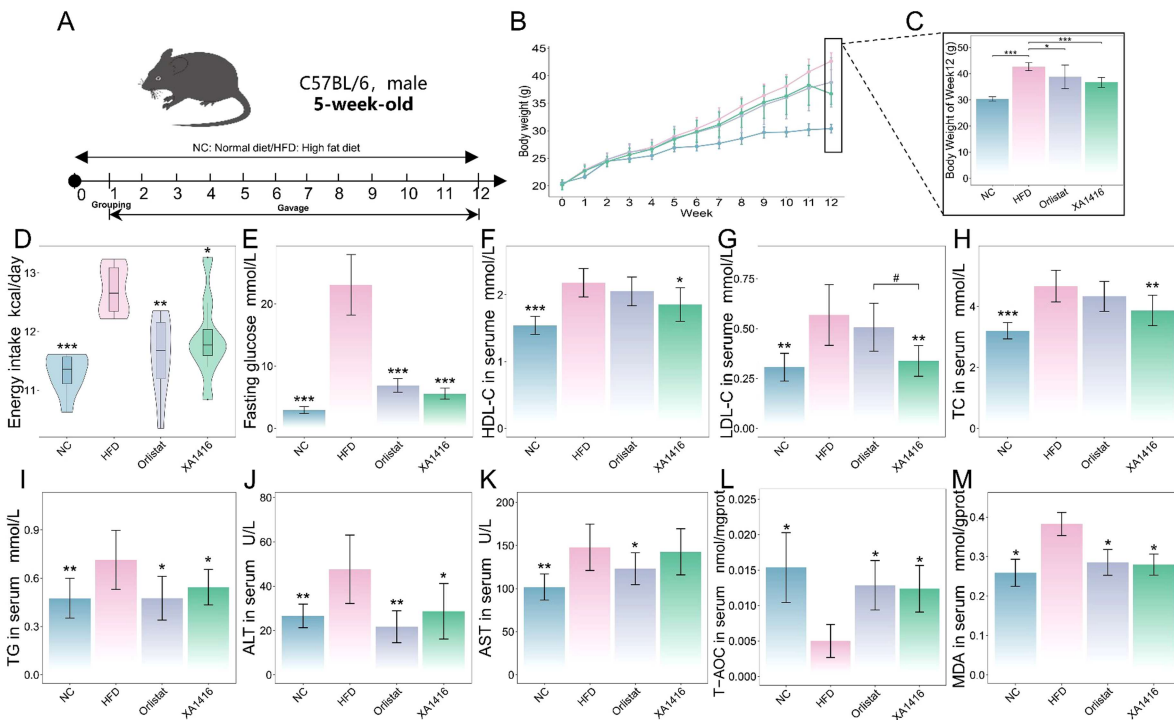 A
C57BL/6, male
5-week-old
NC: Normal diet/HFD: High fat diet
0 1 2 3 4 5 6 7 8 9 10 11 12
Grouping
Gavage
B
Body weight (g)
45
40
35
30
25
20
0 1 2 3 4 5 6 7 8 9 10 11 12
Week
C
Body Weight of Week12 (g)
50
40
30
20
10
0
***
*
***
NC HFD Orlistat XA1416
D
Energy intake kcal/day
13
12
11
***
**
*
NC HFD Orlistat XA1416
E
Fasting glucose mmol/L
20
10
0
***
***
***
NC HFD Orlistat XA1416
F
HDL-C in serume mmol/L
2
1
0
***
*
NC HFD Orlistat XA1416
G
LDL-C in serume mmol/L
0.75
0.50
0.25
0.00
**
#
**
NC HFD Orlistat XA1416
H
TC in serum mmol/L
6
4
2
0
***
**
NC HFD Orlistat XA1416
I
TG in serum mmol/L
0.9
0.6
0.3
0.0
**
*
*
NC HFD Orlistat XA1416
J
ALT in serum U/L
80
60
40
20
0
**
**
*
NC HFD Orlistat XA1416
K
AST in serum U/L
200
150
100
50
0
**
*
NC HFD Orlistat XA1416
L
T-AOC in serum nmol/mgprot
0.025
0.020
0.015
0.010
0.005
0.000
*
*
*
NC HFD Orlistat XA1416
M
MDA in serum mmol/gprot
0.4
0.3
0.2
0.1
0.0
*
*
*
NC HFD Orlistat XA1416